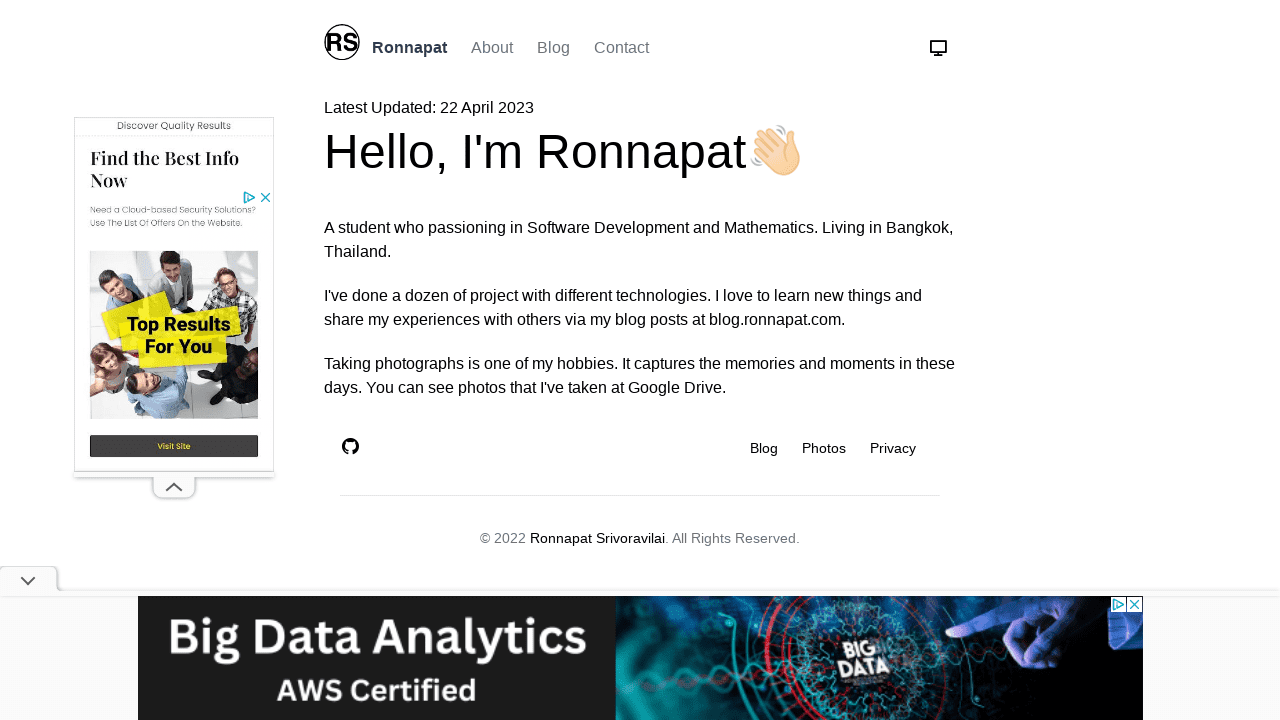 RS Ronnapat About Blog Contact
Latest Updated: 22 April 2023
Hello, I'm Ronnapat
A student who passioning in Software Development and Mathematics. Living in Bangkok,
Thailand.
I've done a dozen of project with different technologies. I love to learn new things and
share my experiences with others via my blog posts at blog.ronnapat.com.
Taking photographs is one of my hobbies. It captures the memories and moments in these
days. You can see photos that I've taken at Google Drive.
Blog Photos Privacy
© 2022 Ronnapat Srivoravilai. All Rights Reserved.
Discover Quality Results
Find the Best Info
Now
Need a Cloud-based Security Solutions?
Use The List Of Offers On the Website.
Top Results
For You
Visit Site
Big Data Analytics
AWS Certified
BIG
DATA